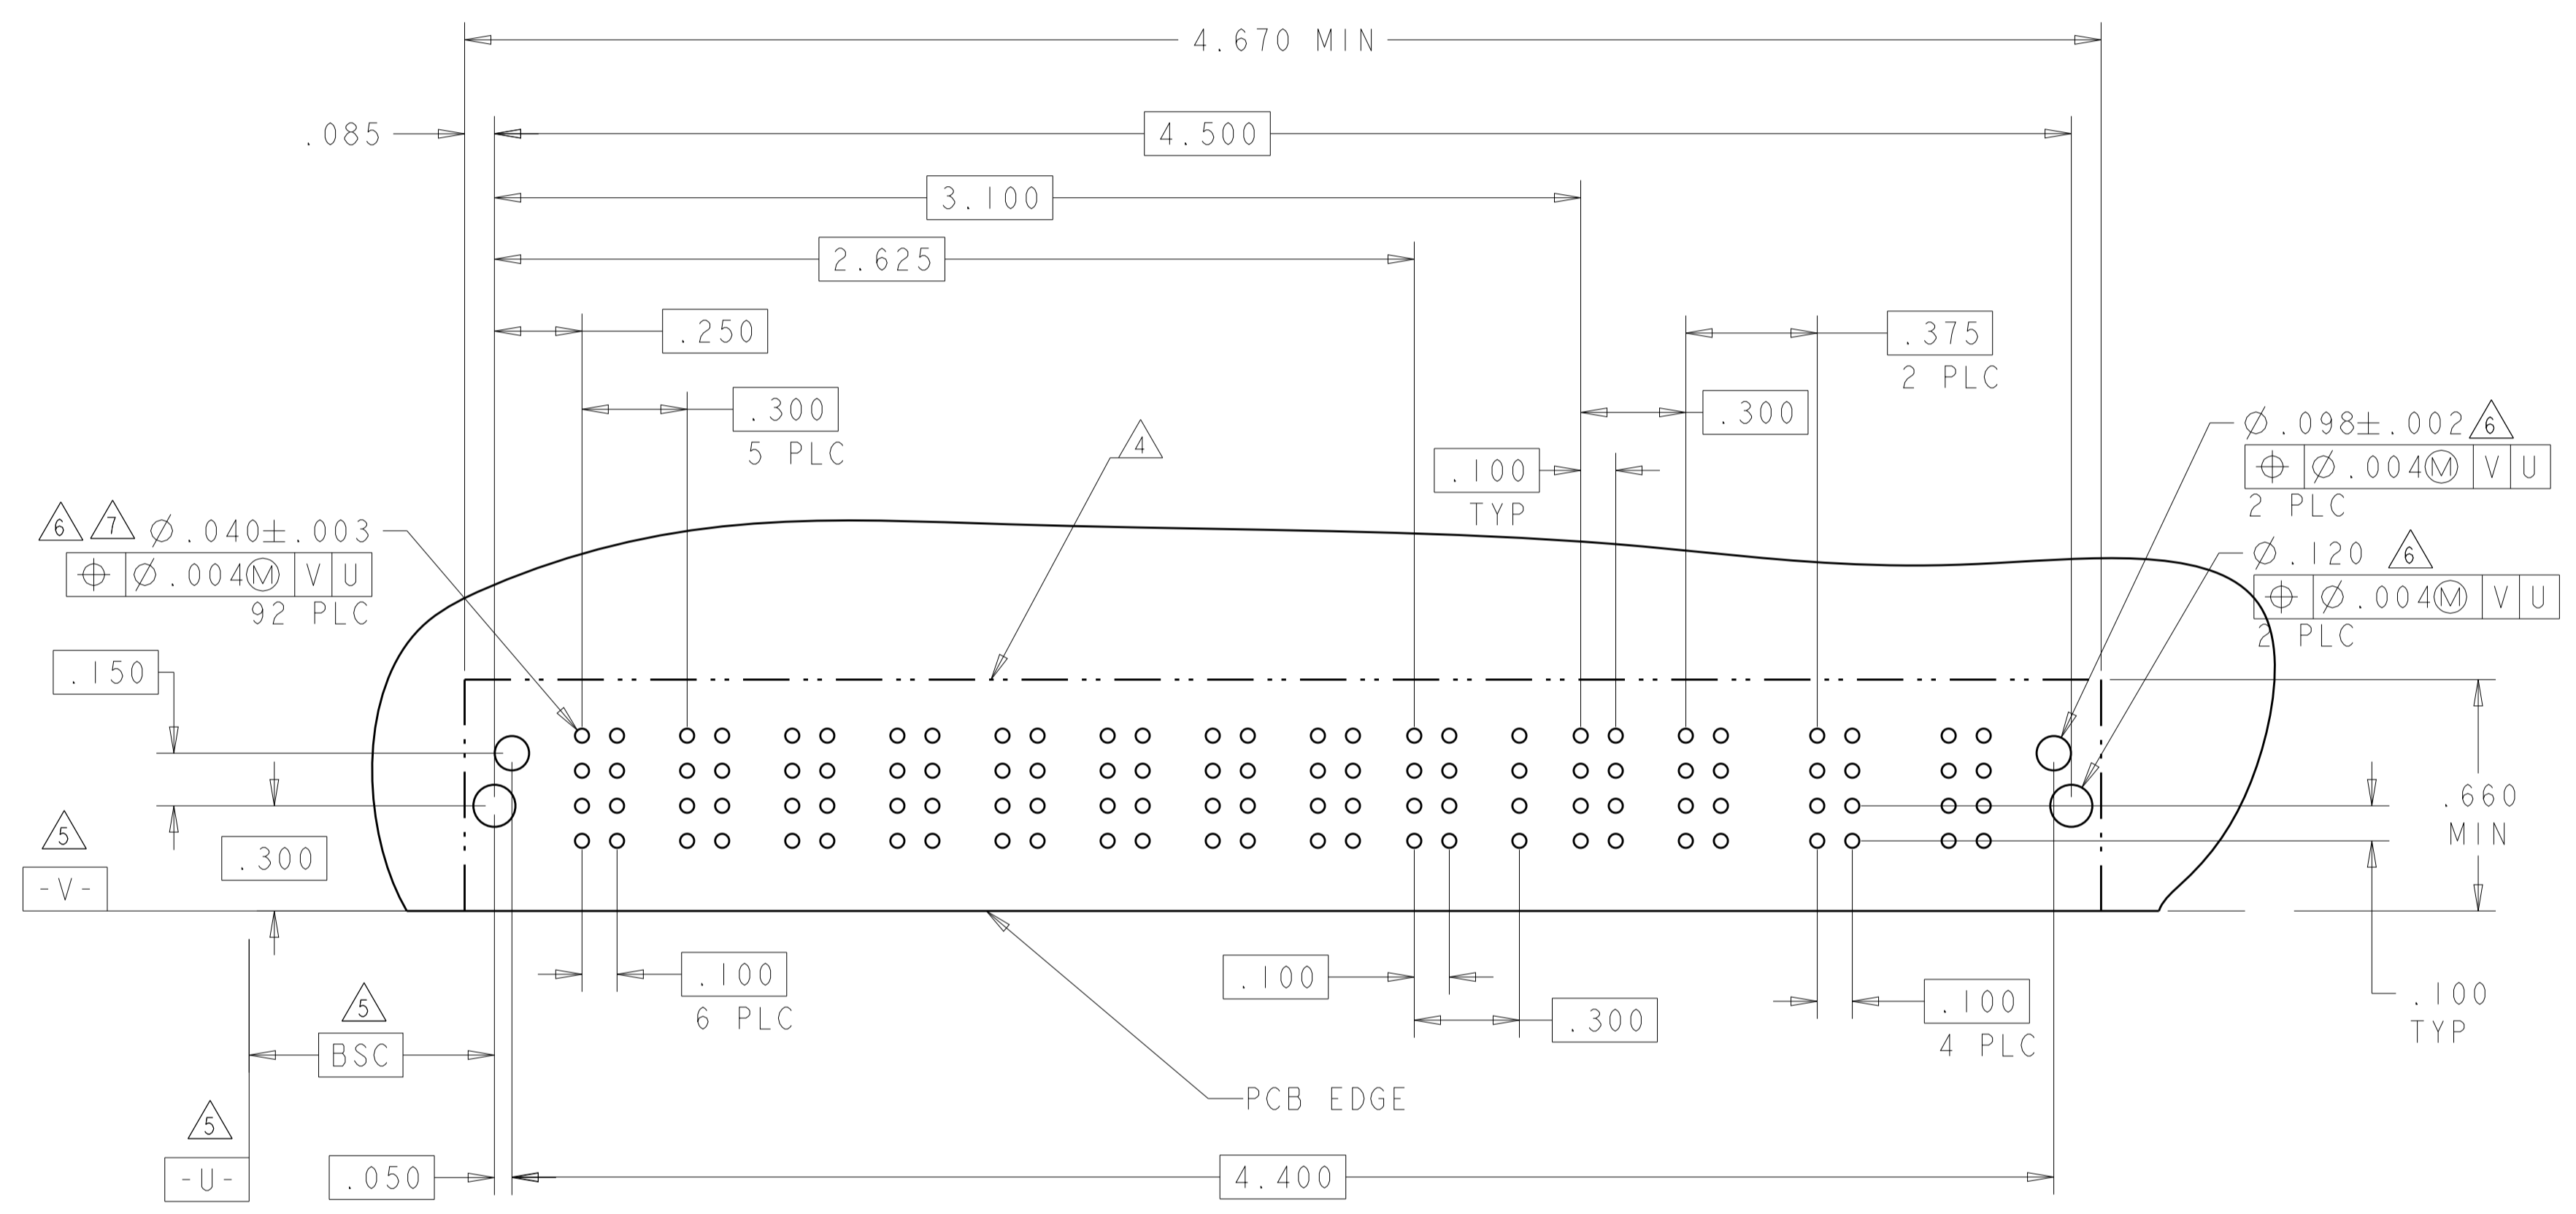 4.670 MIN
.085
4.500
3.100
2.625
.250
.375
2 PLC
.300
5 PLC
.300
4
.100
TYP
⌀.098±.002 6
⌖ ⌀.004Ⓜ V U
2 PLC
6 7 ⌀.040±.003
⌖ ⌀.004Ⓜ V U
92 PLC
⌀.120 6
⌖ ⌀.004Ⓜ V U
2 PLC
.150
.660
MIN
5
-V-
.300
.100
6 PLC
.100
.300
.100
4 PLC
.100
TYP
5
BSC
PCB EDGE
5
-U-
.050
4.400